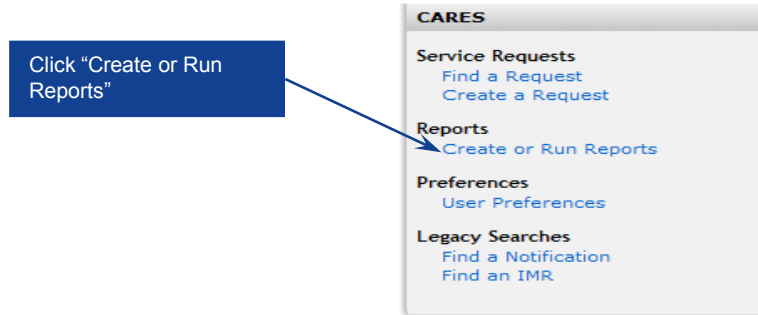 Click “Create or Run
Reports”
CARES
Service Requests
Find a Request
Create a Request
Reports
Create or Run Reports
Preferences
User Preferences
Legacy Searches
Find a Notification
Find an IMR